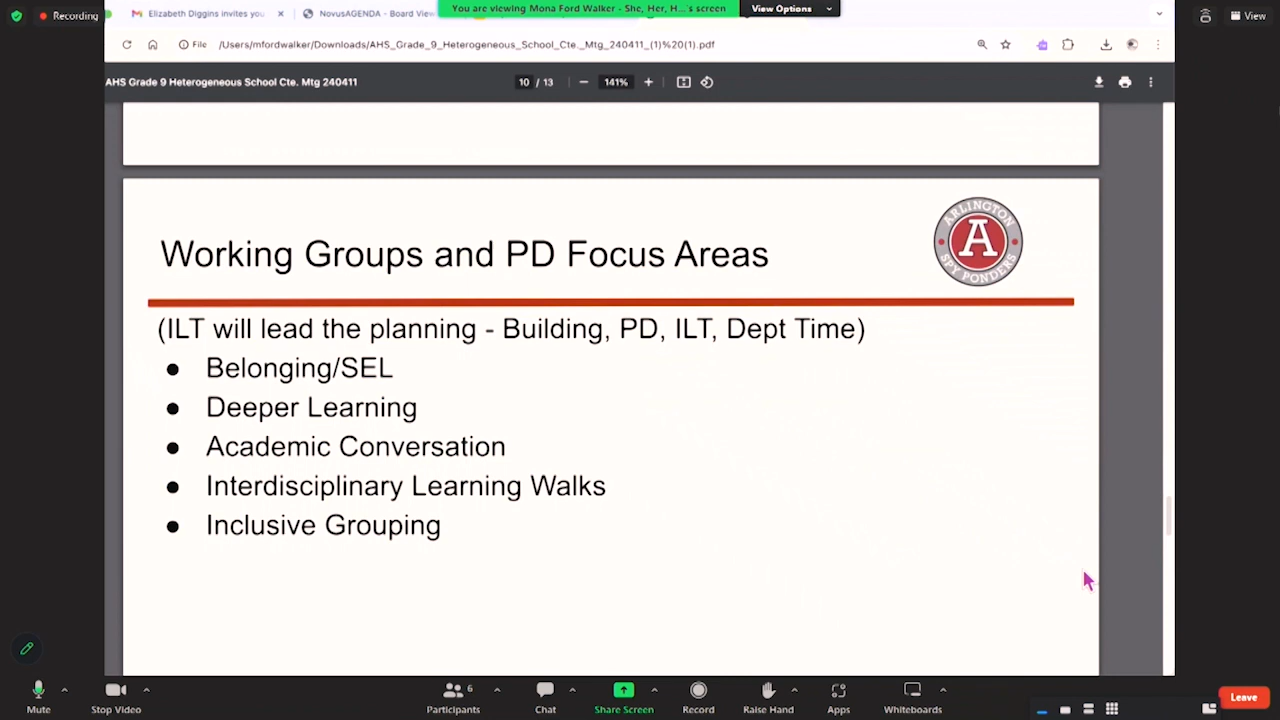 Recording
Elizabeth Diggins invites you
NovusAGENDA - Board View
You are viewing Mona Ford Walker - She, Her, H...'s screen
View Options
View
File
/Users/mfordwalker/Downloads/AHS_Grade_9_Heterogeneous_School_Cte._Mtg_240411_(1)%20(1).pdf
AHS Grade 9 Heterogeneous School Cte. Mtg 240411
10 / 13
141%
Working Groups and PD Focus Areas
ARLINGTON
A
SPY PONDERS
(ILT will lead the planning - Building, PD, ILT, Dept Time)
● Belonging/SEL
● Deeper Learning
● Academic Conversation
● Interdisciplinary Learning Walks
● Inclusive Grouping
Mute
Stop Video
Participants
6
Chat
Share Screen
Record
Raise Hand
Apps
Whiteboards
Leave